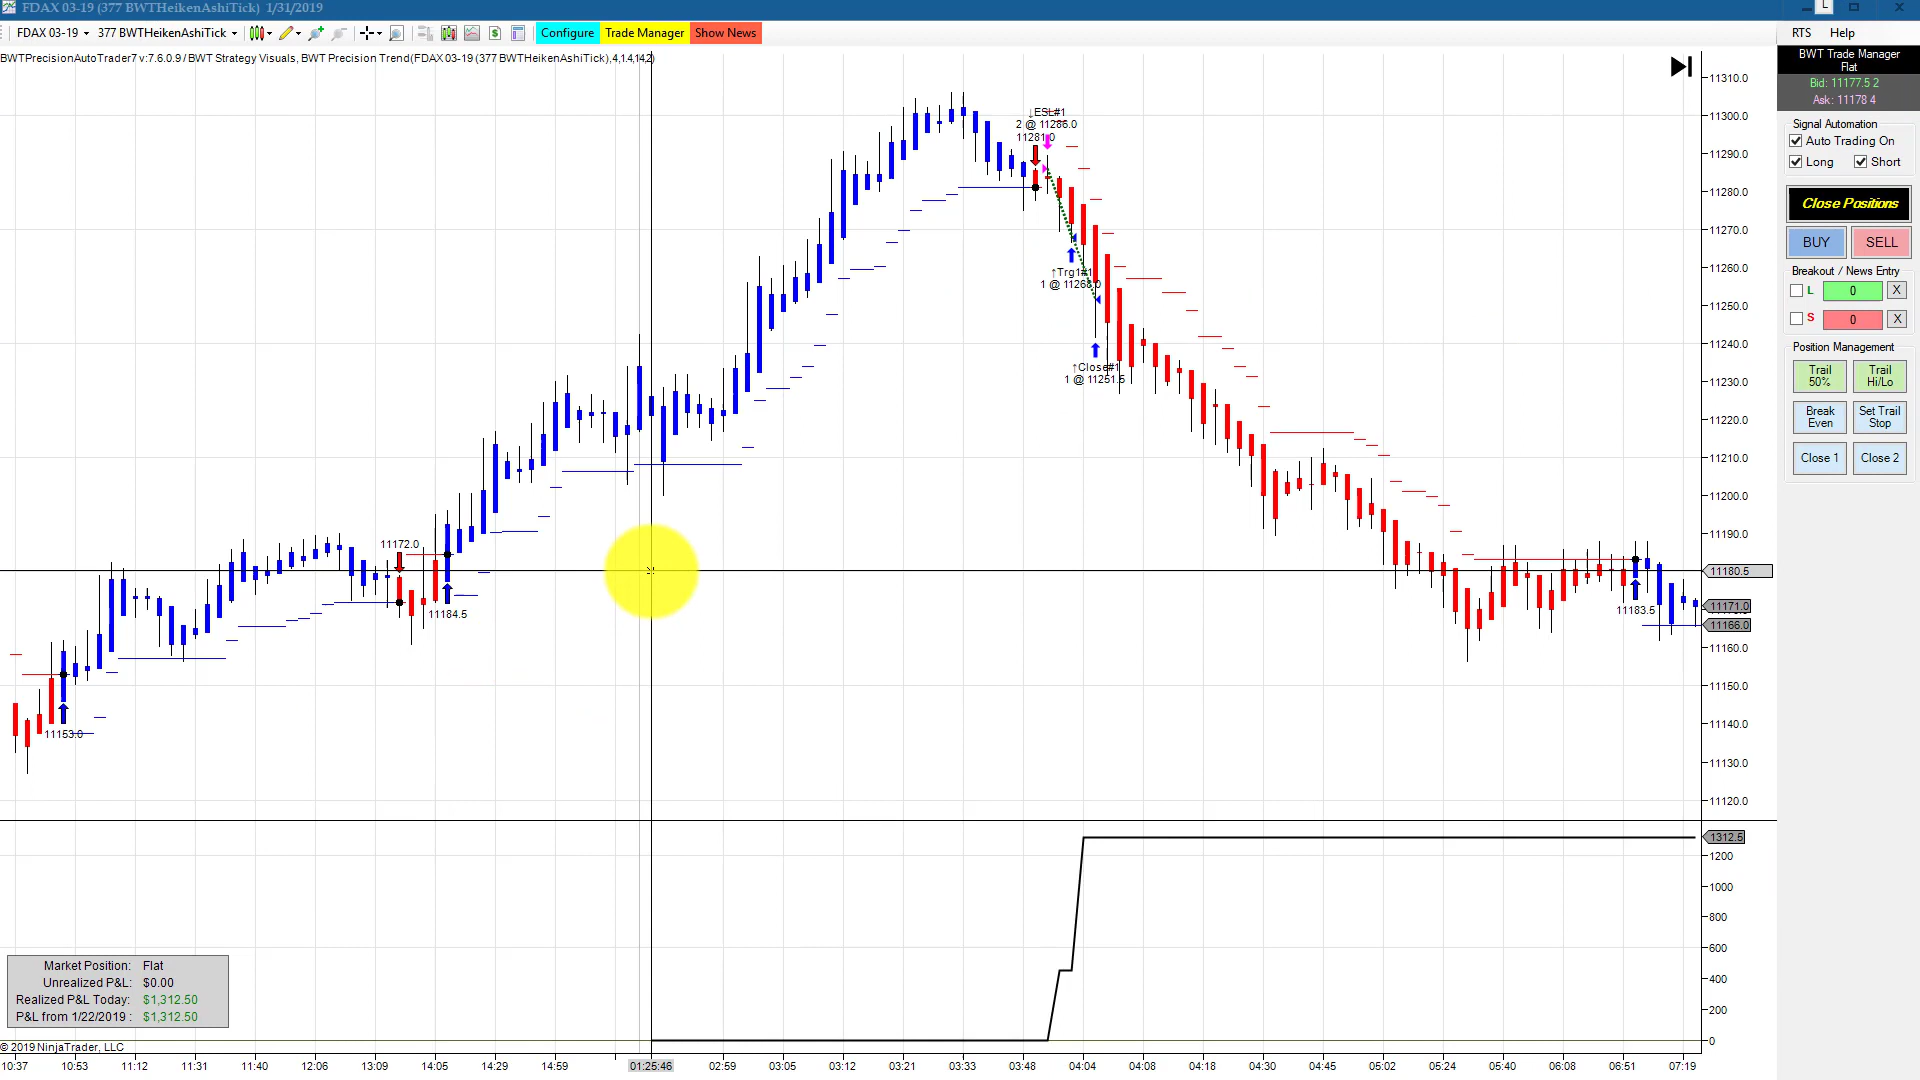 FDAX 03-19 (377 BWTHeikenAshiTick)  1/31/2019
L
FDAX 03-19
377 BWTHeikenAshiTick
$
Configure
Trade Manager
Show News
RTS Help
BWTPrecisionAutoTrader7 v:7.6.0.9 / BWT Strategy Visuals, BWT Precision Trend(FDAX 03-19 (377 BWTHeikenAshiTick),4,1.4,14,2)
BWT Trade Manager
Flat
Bid: 11177.5 2
Ask: 11178 4
Signal Automation
Auto Trading On
Long
Short
Close Positions
BUY
SELL
Breakout / News Entry
L 0 X
S 0 X
Position Management
Trail 50%
Trail Hi/Lo
Break Even
Set Trail Stop
Close 1
Close 2
↓ESL#1
2 @ 11286.0
11281.0
↑Trg1#1
1 @ 11268.0
↑Close#1
1 @ 11251.5
11172.0
11184.5
11153.0
11183.5
11310.0
11300.0
11290.0
11280.0
11270.0
11260.0
11250.0
11240.0
11230.0
11220.0
11210.0
11200.0
11190.0
11180.5
11171.0
11166.0
11160.0
11150.0
11140.0
11130.0
11120.0
1312.5
1200
1000
800
600
400
200
0
Market Position: Flat
Unrealized P&L: $0.00
Realized P&L Today: $1,312.50
P&L from 1/22/2019 : $1,312.50
© 2019 NinjaTrader, LLC
10:37 10:53 11:12 11:31 11:40 12:06 13:09 14:05 14:39 14:59 01:25:46 02:59 03:05 03:12 03:21 03:33 03:48 04:04 04:08 04:18 04:30 04:45 05:02 05:24 05:40 06:08 06:51 07:19